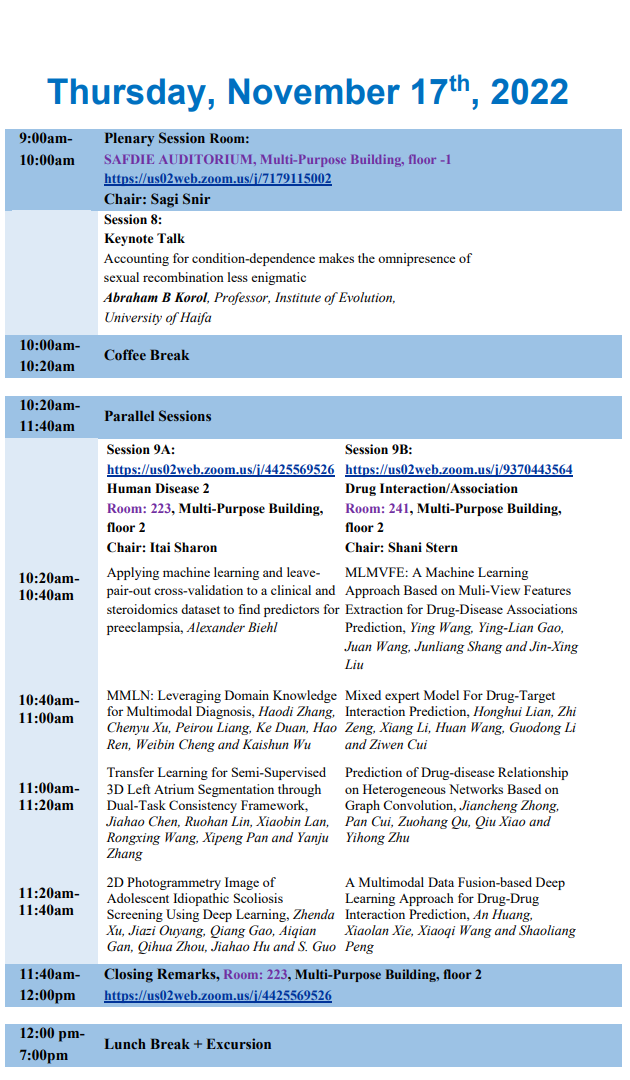 Thursday, November 17th, 2022
9:00am-
10:00am
Plenary Session Room:
SAFDIE AUDITORIUM, Multi-Purpose Building, floor -1
https://us02web.zoom.us/j/7179115002
Chair: Sagi Snir
Session 8:
Keynote Talk
Accounting for condition-dependence makes the omnipresence of
sexual recombination less enigmatic
Abraham B Korol, Professor, Institute of Evolution,
University of Haifa
10:00am-
10:20am
Coffee Break
10:20am-
11:40am
Parallel Sessions
Session 9A:
https://us02web.zoom.us/j/4425569526
Human Disease 2
Room: 223, Multi-Purpose Building,
floor 2
Chair: Itai Sharon
Session 9B:
https://us02web.zoom.us/j/9370443564
Drug Interaction/Association
Room: 241, Multi-Purpose Building,
floor 2
Chair: Shani Stern
10:20am-
10:40am
Applying machine learning and leave-
pair-out cross-validation to a clinical and
steroidomics dataset to find predictors for
preeclampsia, Alexander Biehl
MLMVFE: A Machine Learning
Approach Based on Muli-View Features
Extraction for Drug-Disease Associations
Prediction, Ying Wang, Ying-Lian Gao,
Juan Wang, Junliang Shang and Jin-Xing
Liu
10:40am-
11:00am
MMLN: Leveraging Domain Knowledge
for Multimodal Diagnosis, Haodi Zhang,
Chenyu Xu, Peirou Liang, Ke Duan, Hao
Ren, Weibin Cheng and Kaishun Wu
Mixed expert Model For Drug-Target
Interaction Prediction, Honghui Lian, Zhi
Zeng, Xiang Li, Huan Wang, Guodong Li
and Ziwen Cui
11:00am-
11:20am
Transfer Learning for Semi-Supervised
3D Left Atrium Segmentation through
Dual-Task Consistency Framework,
Jiahao Chen, Ruohan Lin, Xiaobin Lan,
Rongxing Wang, Xipeng Pan and Yanju
Zhang
Prediction of Drug-disease Relationship
on Heterogeneous Networks Based on
Graph Convolution, Jiancheng Zhong,
Pan Cui, Zuohang Qu, Qiu Xiao and
Yihong Zhu
11:20am-
11:40am
2D Photogrammetry Image of
Adolescent Idiopathic Scoliosis
Screening Using Deep Learning, Zhenda
Xu, Jiazi Ouyang, Qiang Gao, Aiqian
Gan, Qihua Zhou, Jiahao Hu and S. Guo
A Multimodal Data Fusion-based Deep
Learning Approach for Drug-Drug
Interaction Prediction, An Huang,
Xiaolan Xie, Xiaoqi Wang and Shaoliang
Peng
11:40am-
12:00pm
Closing Remarks, Room: 223, Multi-Purpose Building, floor 2
https://us02web.zoom.us/j/4425569526
12:00 pm-
7:00pm
Lunch Break + Excursion